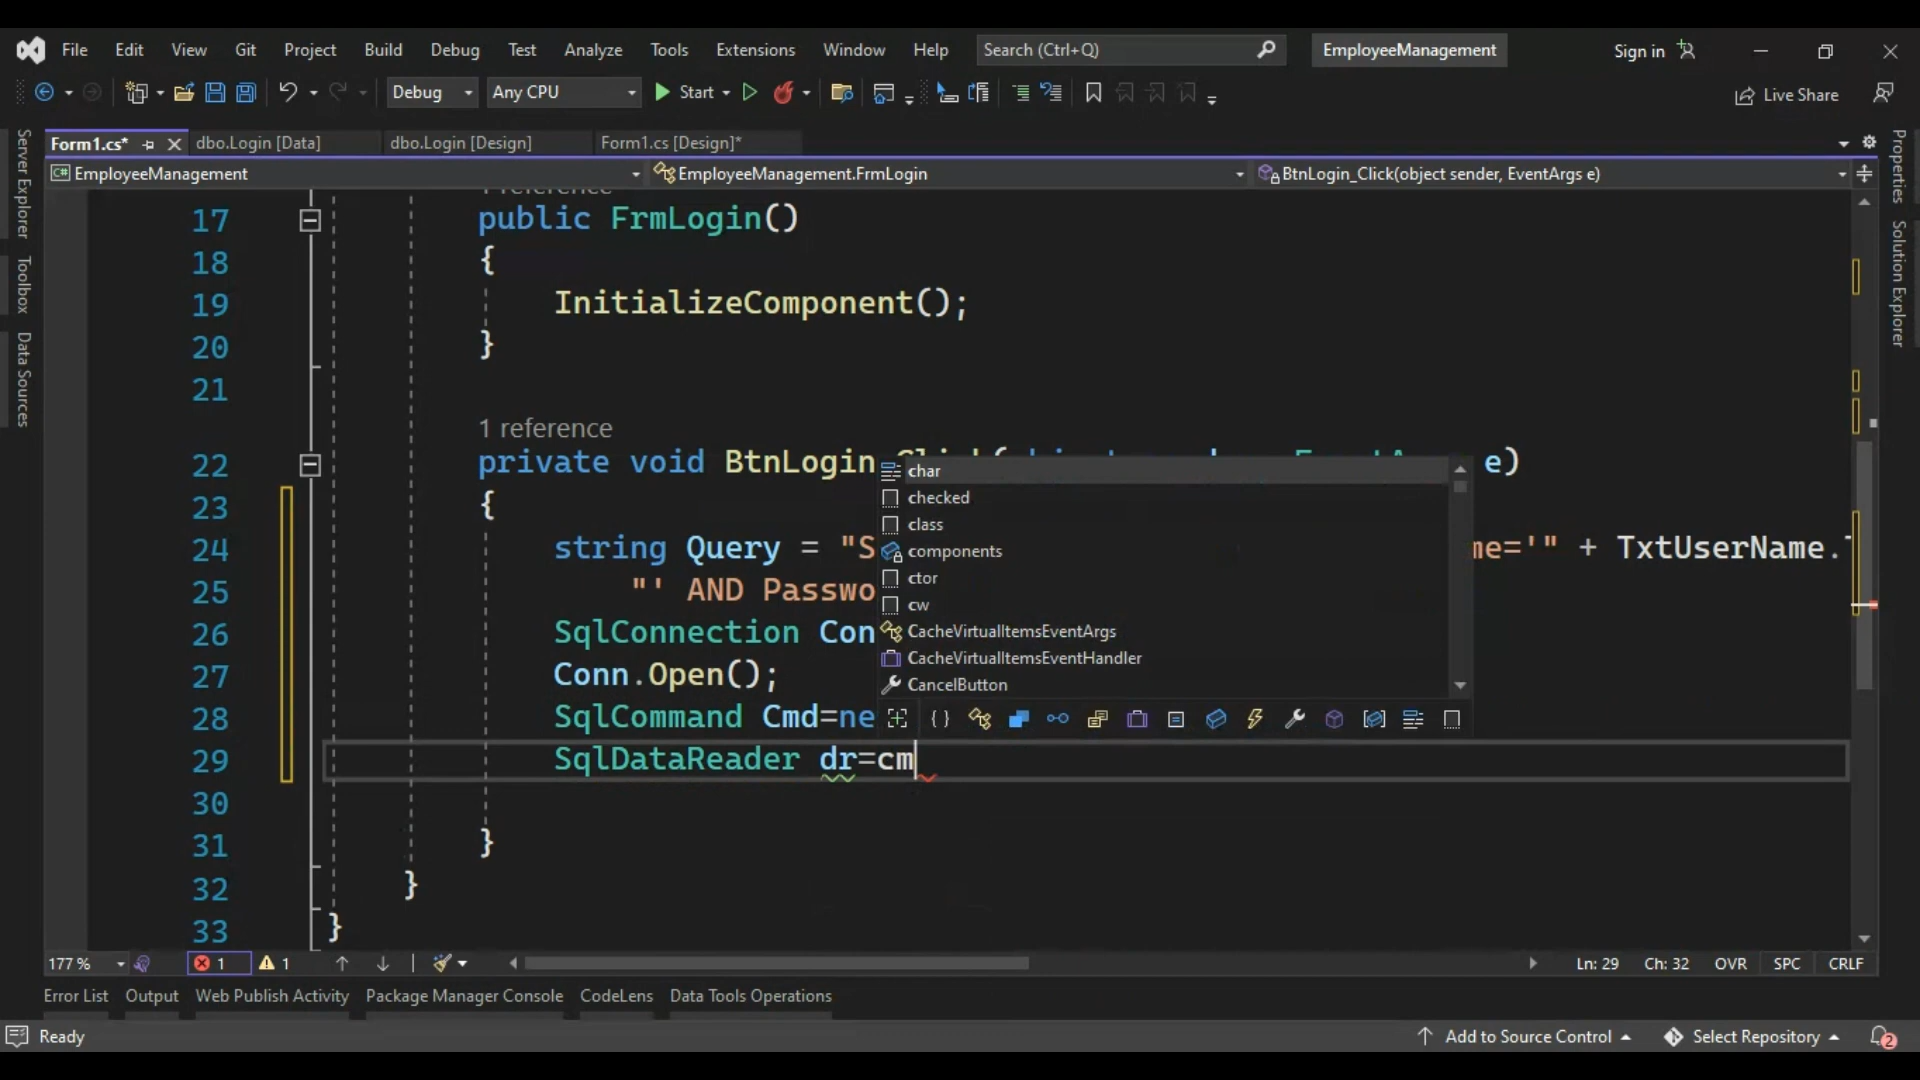 File Edit View Git Project Build Debug Test Analyze Tools Extensions Window Help Search (Ctrl+Q) EmployeeManagement Sign in
Debug Any CPU Start Live Share
Form1.cs* dbo.Login [Data] dbo.Login [Design] Form1.cs [Design]*
EmployeeManagement EmployeeManagement.FrmLogin BtnLogin_Click(object sender, EventArgs e)
Server Explorer
Toolbox
Data Sources
Properties
Solution Explorer
reference
17 public FrmLogin()
18 {
19 InitializeComponent();
20 }
21
1 reference
22 private void BtnLogin e)
23 {
24 string Query = "S me='" + TxtUserName.
25 "' AND Passwo
26 SqlConnection Con
27 Conn.Open();
28 SqlCommand Cmd=ne
29 SqlDataReader dr=cm
30
31 }
32 }
33 }
char
checked
class
components
ctor
cw
CacheVirtualItemsEventArgs
CacheVirtualItemsEventHandler
CancelButton
177 % 1 1 Ln: 29 Ch: 32 OVR SPC CRLF
Error List Output Web Publish Activity Package Manager Console CodeLens Data Tools Operations
Ready Add to Source Control Select Repository 2